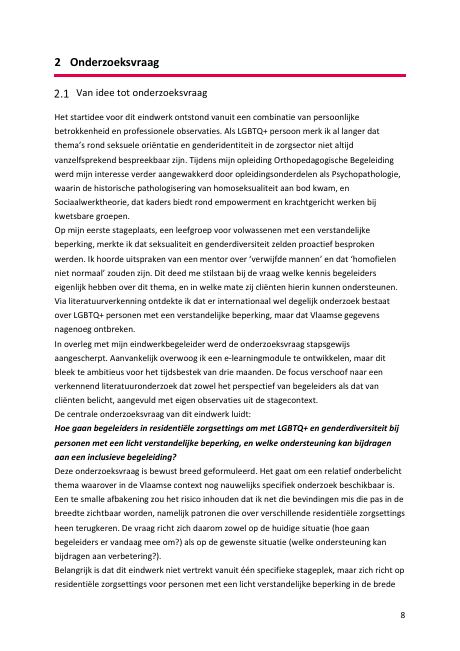 2 Onderzoeksvraag
2.1 Van idee tot onderzoeksvraag
Het startidee voor dit eindwerk ontstond vanuit een combinatie van persoonlijke
betrokkenheid en professionele observaties. Als LGBTQ+ persoon merk ik al langer dat
thema's rond seksuele oriëntatie en genderidentiteit in de zorgsector niet altijd
vanzelfsprekend bespreekbaar zijn. Tijdens mijn opleiding Orthopedagogische Begeleiding
werd mijn interesse verder aangewakkerd door opleidingsonderdelen als Psychopathologie,
waarin de historische pathologisering van homoseksualiteit aan bod kwam, en
Sociaalwerktheorie, dat kaders biedt rond empowerment en krachtgericht werken bij
kwetsbare groepen.
Op mijn eerste stageplaats, een leefgroep voor volwassenen met een verstandelijke
beperking, merkte ik dat seksualiteit en genderdiversiteit zelden proactief besproken
werden. Ik hoorde uitspraken van een mentor over 'verwijfde mannen' en dat 'homofielen
niet normaal' zouden zijn. Dit deed me stilstaan bij de vraag welke kennis begeleiders
eigenlijk hebben over dit thema, en in welke mate zij cliënten hierin kunnen ondersteunen.
Via literatuurverkenning ontdekte ik dat er internationaal wel degelijk onderzoek bestaat
over LGBTQ+ personen met een verstandelijke beperking, maar dat Vlaamse gegevens
nagenoeg ontbreken.
In overleg met mijn eindwerkbegeleider werd de onderzoeksvraag stapsgewijs
aangescherpt. Aanvankelijk overwoog ik een e-learningmodule te ontwikkelen, maar dit
bleek te ambitieus voor het tijdsbestek van drie maanden. De focus verschoof naar een
verkennend literatuuronderzoek dat zowel het perspectief van begeleiders als dat van
cliënten belicht, aangevuld met eigen observaties uit de stagecontext.
De centrale onderzoeksvraag van dit eindwerk luidt:
Hoe gaan begeleiders in residentiële zorgsettings om met LGBTQ+ en genderdiversiteit bij
personen met een licht verstandelijke beperking, en welke ondersteuning kan bijdragen
aan een inclusieve begeleiding?
Deze onderzoeksvraag is bewust breed geformuleerd. Het gaat om een relatief onderbelicht
thema waarover in de Vlaamse context nog nauwelijks specifiek onderzoek beschikbaar is.
Een te smalle afbakening zou het risico inhouden dat ik net die bevindingen mis die pas in de
breedte zichtbaar worden, namelijk patronen die over verschillende residentiële zorgsettings
heen terugkeren. De vraag richt zich daarom zowel op de huidige situatie (hoe gaan
begeleiders er vandaag mee om?) als op de gewenste situatie (welke ondersteuning kan
bijdragen aan verbetering?).
Belangrijk is dat dit eindwerk niet vertrekt vanuit één specifieke stageplek, maar zich richt op
residentiële zorgsettings voor personen met een licht verstandelijke beperking in de brede
8